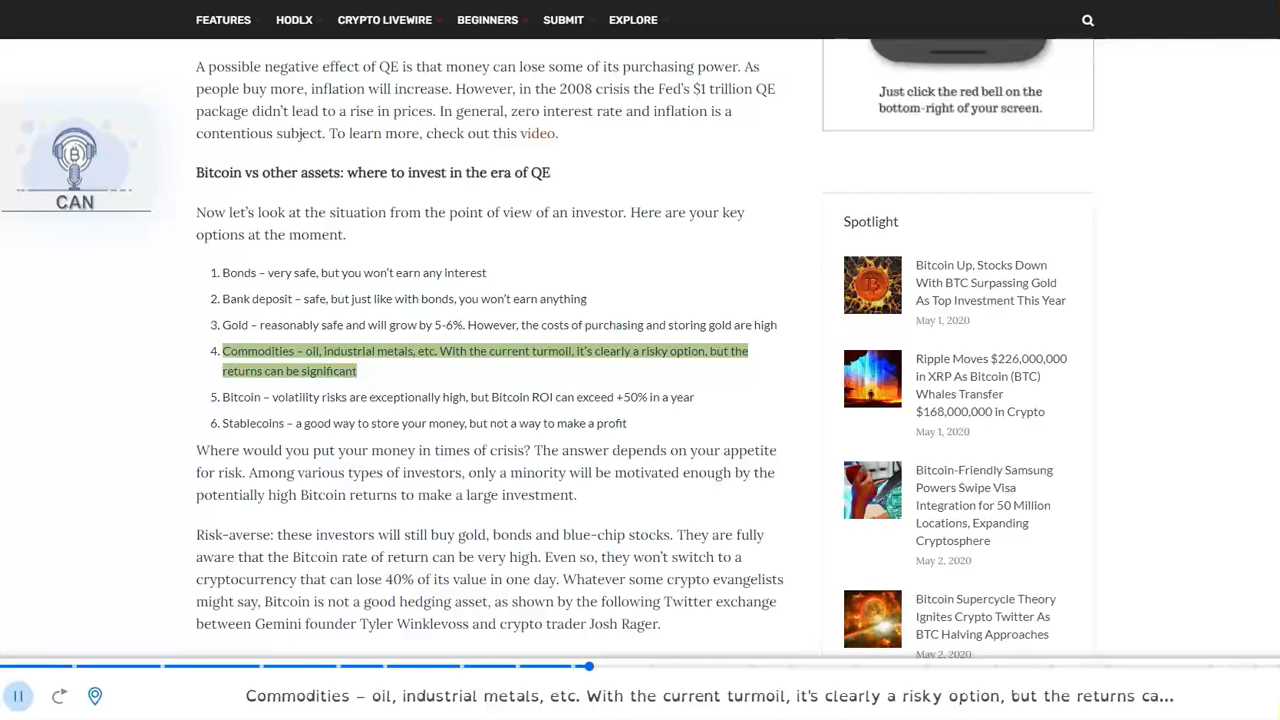 FEATURES HODLX CRYPTO LIVEWIRE BEGINNERS SUBMIT EXPLORE
A possible negative effect of QE is that money can lose some of its purchasing power. As
people buy more, inflation will increase. However, in the 2008 crisis the Fed's $1 trillion QE
package didn't lead to a rise in prices. In general, zero interest rate and inflation is a
contentious subject. To learn more, check out this video.
Bitcoin vs other assets: where to invest in the era of QE
Now let's look at the situation from the point of view of an investor. Here are your key
options at the moment.
1. Bonds – very safe, but you won't earn any interest
2. Bank deposit – safe, but just like with bonds, you won't earn anything
3. Gold – reasonably safe and will grow by 5-6%. However, the costs of purchasing and storing gold are high
4. Commodities – oil, industrial metals, etc. With the current turmoil, it's clearly a risky option, but the
returns can be significant
5. Bitcoin – volatility risks are exceptionally high, but Bitcoin ROI can exceed +50% in a year
6. Stablecoins – a good way to store your money, but not a way to make a profit
Where would you put your money in times of crisis? The answer depends on your appetite
for risk. Among various types of investors, only a minority will be motivated enough by the
potentially high Bitcoin returns to make a large investment.
Risk-averse: these investors will still buy gold, bonds and blue-chip stocks. They are fully
aware that the Bitcoin rate of return can be very high. Even so, they won't switch to a
cryptocurrency that can lose 40% of its value in one day. Whatever some crypto evangelists
might say, Bitcoin is not a good hedging asset, as shown by the following Twitter exchange
between Gemini founder Tyler Winklevoss and crypto trader Josh Rager.
CAN
Just click the red bell on the
bottom-right of your screen.
Spotlight
Bitcoin Up, Stocks Down
With BTC Surpassing Gold
As Top Investment This Year
May 1, 2020
Ripple Moves $226,000,000
in XRP As Bitcoin (BTC)
Whales Transfer
$168,000,000 in Crypto
May 1, 2020
Bitcoin-Friendly Samsung
Powers Swipe Visa
Integration for 50 Million
Locations, Expanding
Cryptosphere
May 2, 2020
Bitcoin Supercycle Theory
Ignites Crypto Twitter As
BTC Halving Approaches
May 2, 2020
Commodities – oil, industrial metals, etc. With the current turmoil, it's clearly a risky option, but the returns ca...